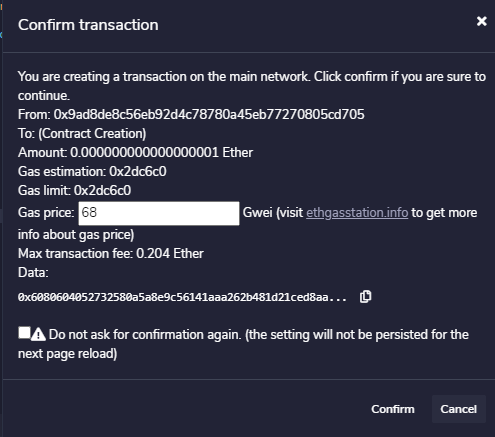 Confirm transaction
You are creating a transaction on the main network. Click confirm if you are sure to
continue.
From: 0x9ad8de8c56eb92d4c78780a45eb77270805cd705
To: (Contract Creation)
Amount: 0.000000000000000001 Ether
Gas estimation: 0x2dc6c0
Gas limit: 0x2dc6c0
Gas price: 68 Gwei (visit ethgasstation.info to get more
info about gas price)
Max transaction fee: 0.204 Ether
Data:
0x6080604052732580a5a8e9c56141aaa262b481d21ced8aa...
Do not ask for confirmation again. (the setting will not be persisted for the
next page reload)
Confirm Cancel